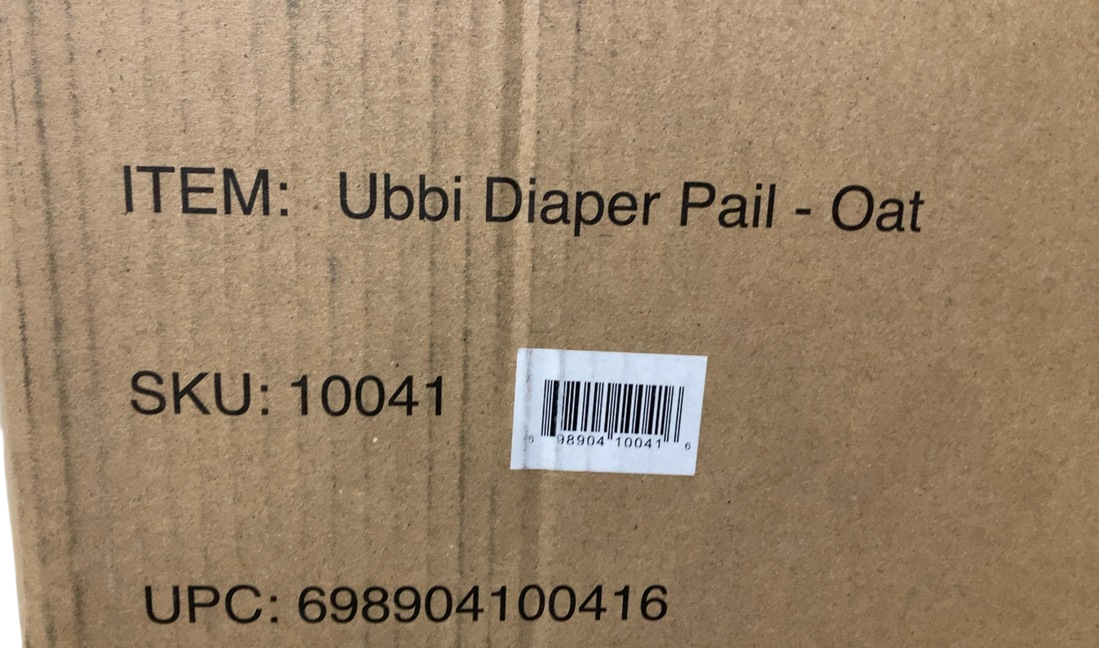 ITEM: Ubbi Diaper Pail - Oat
SKU: 10041
6 98904 10041 6
UPC: 698904100416